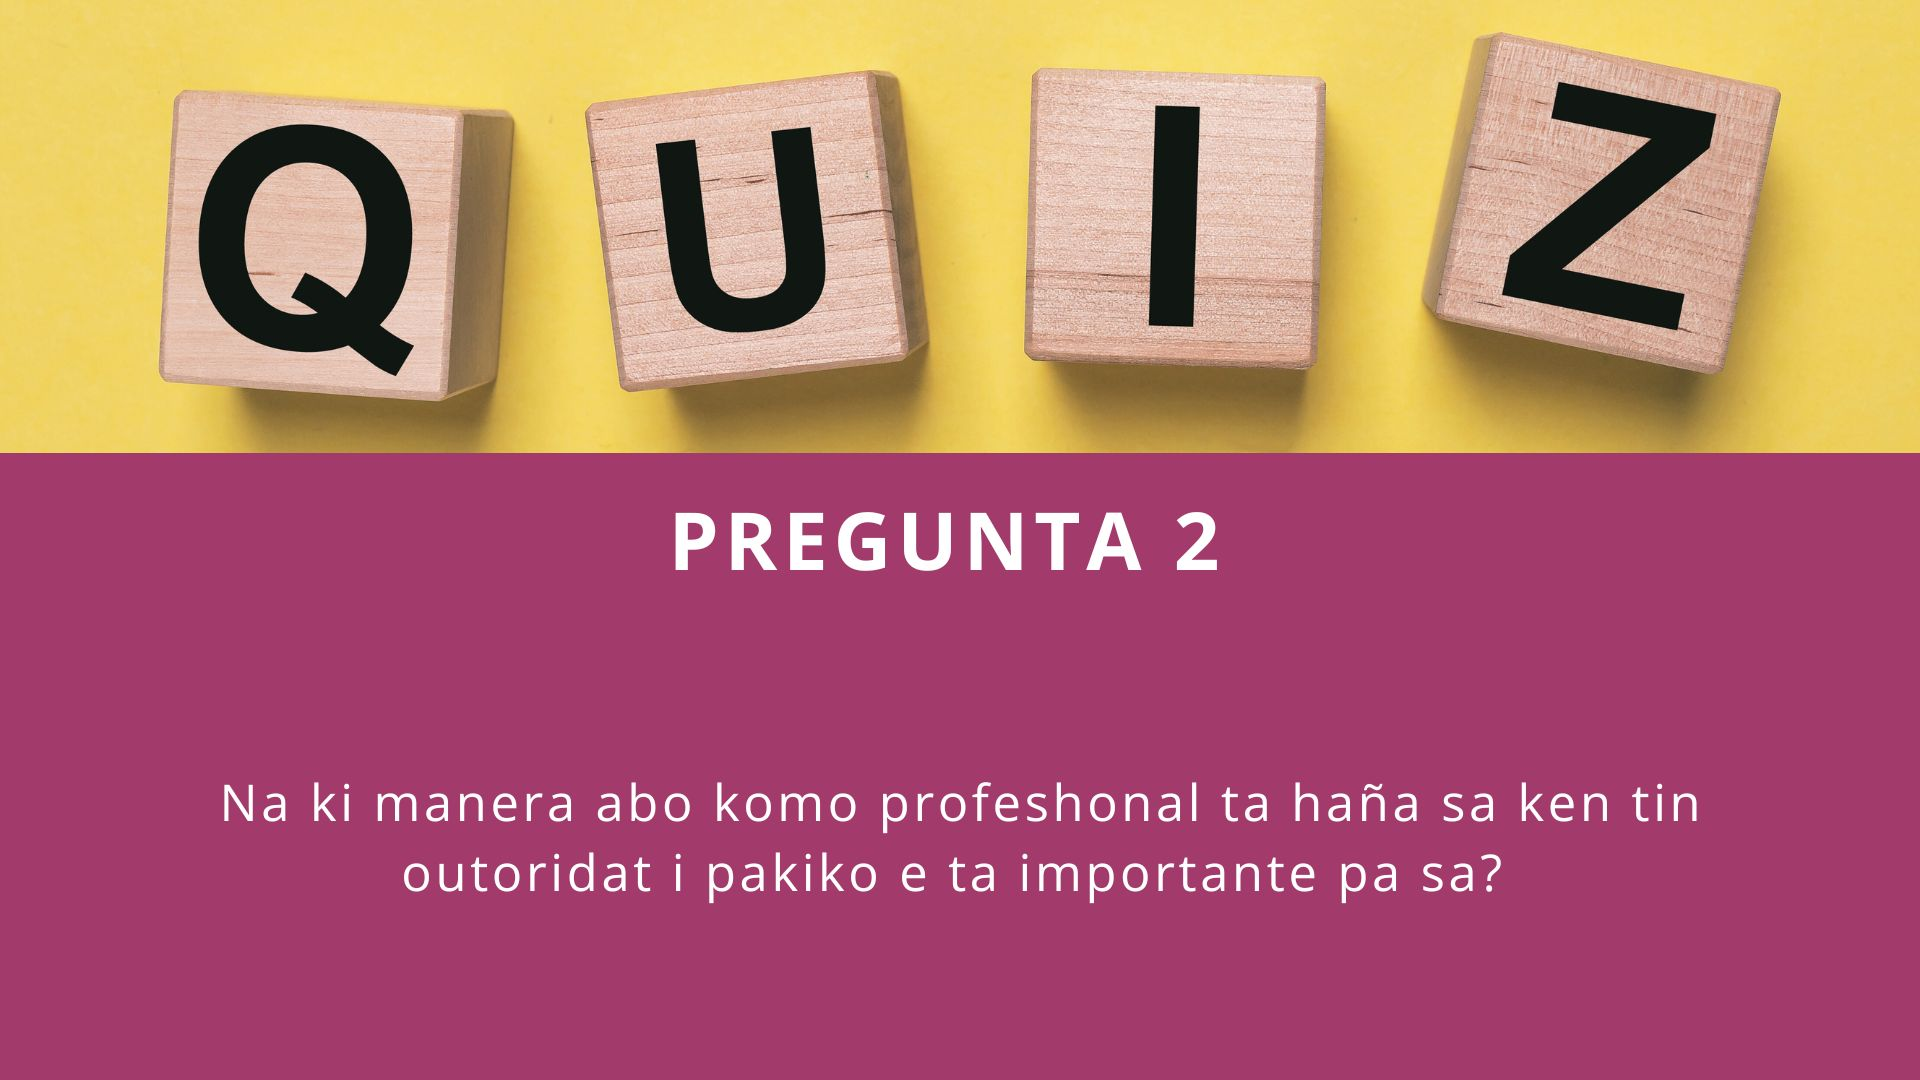 QUIZ
PREGUNTA 2
Na ki manera abo komo profeshonal ta haña sa ken tin
outoridat i pakiko e ta importante pa sa?